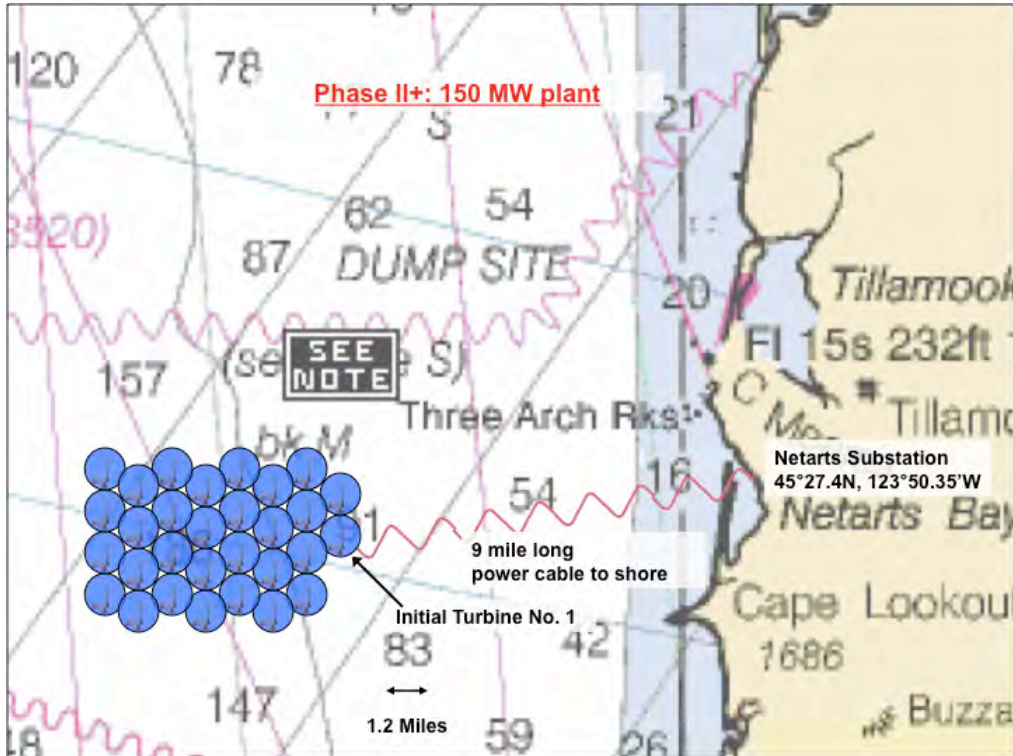 120
78
Phase II+: 150 MW plant
21
S
62
54
3520)
87
DUMP SITE
20
Tillamook
Fl 15s 232ft
SEE
NOTE
(se S)
157
C
Three Arch Rks
Tillamo
bk M
16
Netarts Substation
45°27.4N, 123°50.35'W
54
Netarts Bay
9 mile long
power cable to shore
Initial Turbine No. 1
Cape Lookout
83
42
1686
147
1.2 Miles
59
26
Buzza